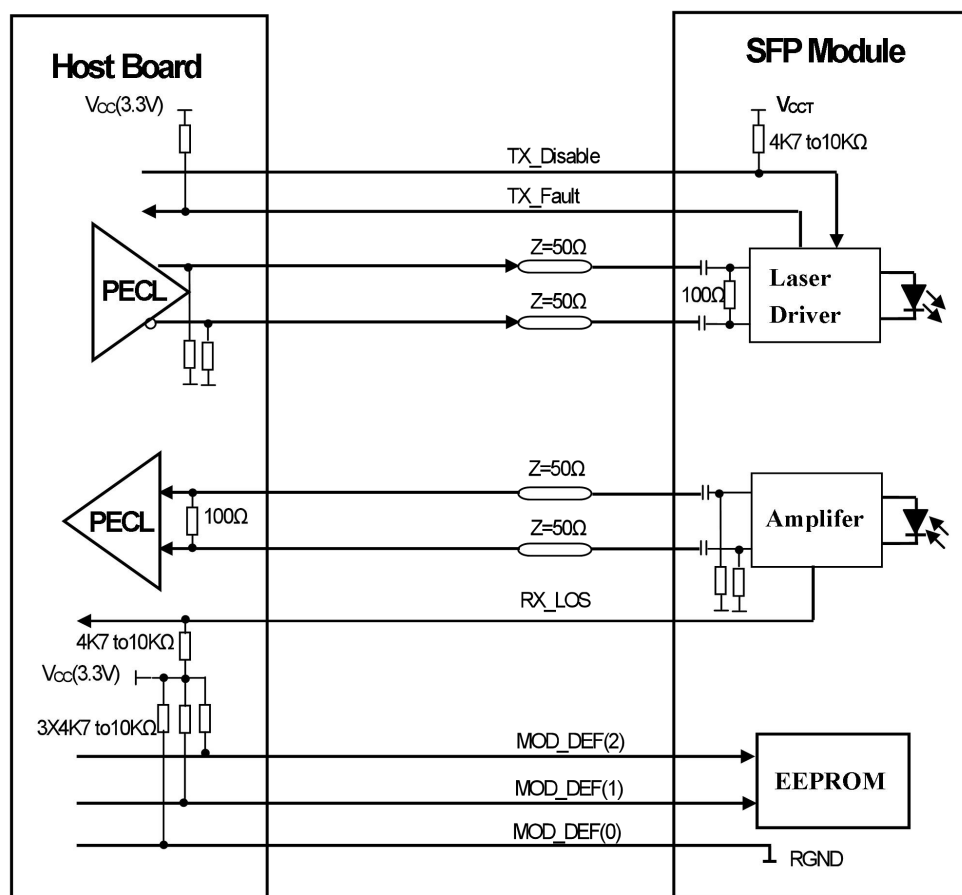 Host Board
SFP Module
VCC(3.3V)
VCCT
4K7 to10KΩ
TX_Disable
TX_Fault
PECL
Z=50Ω
Z=50Ω
100Ω
Laser
Driver
PECL
100Ω
Z=50Ω
Z=50Ω
Amplifer
RX_LOS
4K7 to10KΩ
VCC(3.3V)
3X4K7 to10KΩ
MOD_DEF(2)
MOD_DEF(1)
MOD_DEF(0)
EEPROM
RGND